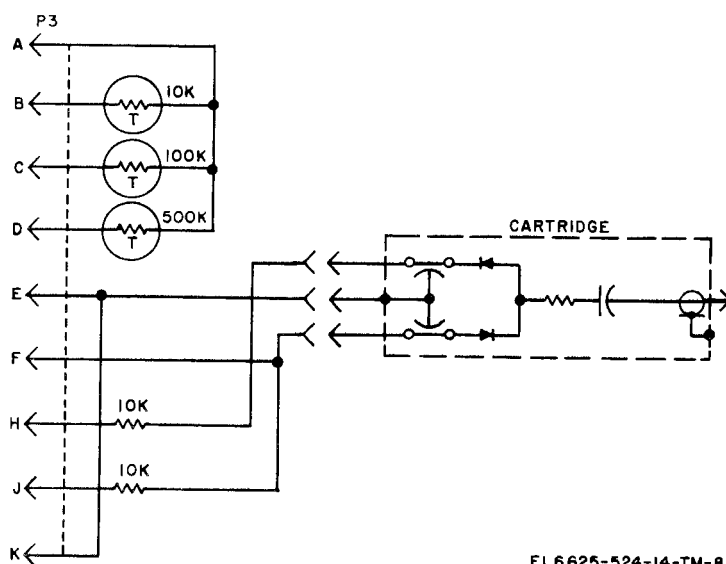 P3
A
B
10K
T
C
100K
T
D
500K
T
CARTRIDGE
E
F
H
10K
J
10K
K
EL6625-524-14-TM-8